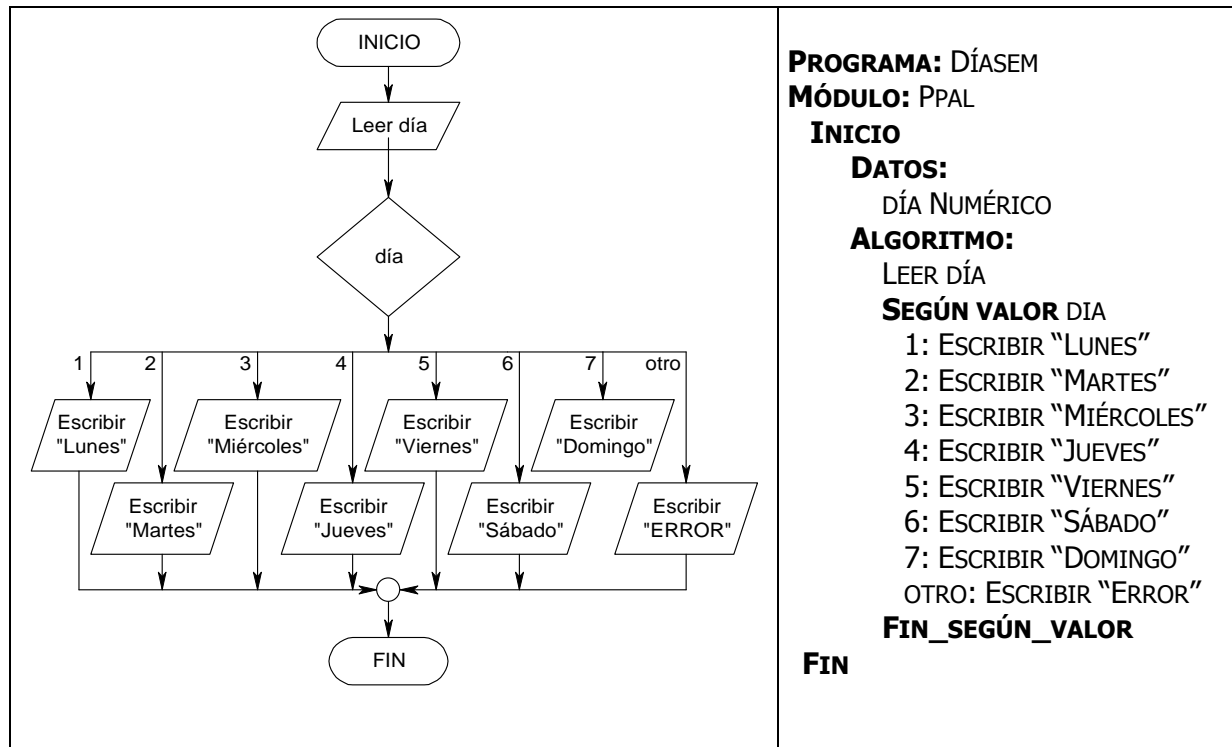 INICIO
Leer día
día
1 2 3 4 5 6 7 otro
Escribir
"Lunes"
Escribir
"Miércoles"
Escribir
"Viernes"
Escribir
"Domingo"
Escribir
"Martes"
Escribir
"Jueves"
Escribir
"Sábado"
Escribir
"ERROR"
FIN
PROGRAMA: DÍASEM
MÓDULO: PPAL
INICIO
DATOS:
DÍA NUMÉRICO
ALGORITMO:
LEER DÍA
SEGÚN VALOR DIA
1: ESCRIBIR “LUNES”
2: ESCRIBIR “MARTES”
3: ESCRIBIR “MIÉRCOLES”
4: ESCRIBIR “JUEVES”
5: ESCRIBIR “VIERNES”
6: ESCRIBIR “SÁBADO”
7: ESCRIBIR “DOMINGO”
OTRO: ESCRIBIR “ERROR”
FIN_SEGÚN_VALOR
FIN